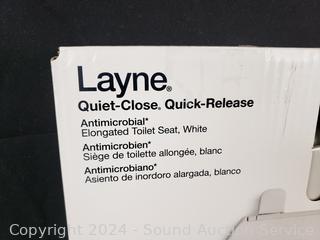 Layne®
Quiet-Close® Quick-Release
Antimicrobial*
Elongated Toilet Seat, White
Antimicrobien*
Siège de toilette allongée, blanc
Antimicrobiano*
Asiento de inordoro alargada, blanco
Copyright 2024 - Sound Auction Service